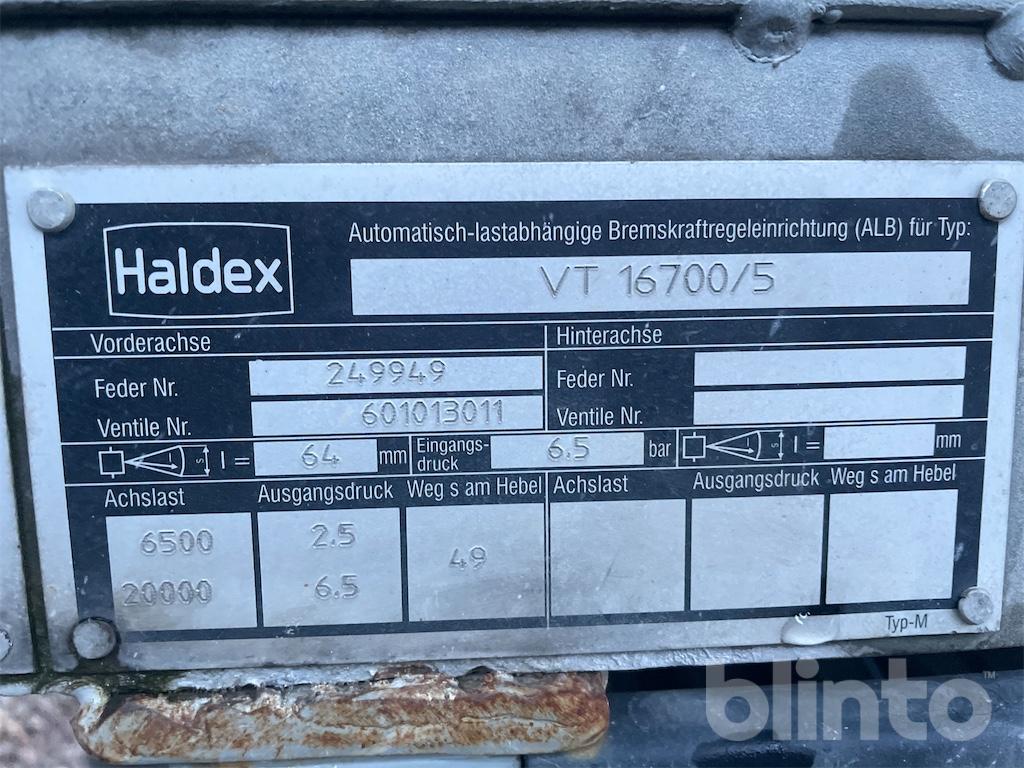 Haldex
Automatisch-lastabhängige Bremskraftregeleinrichtung (ALB) für Typ:
VT 16700/5
Vorderachse
Hinterachse
Feder Nr. 249949
Feder Nr.
Ventile Nr. 601013011
Ventile Nr.
l = 64 mm
Eingangs-
druck 6.5 bar
l = mm
Achslast Ausgangsdruck Weg s am Hebel
Achslast Ausgangsdruck Weg s am Hebel
6500 2.5
49
20000 6.5
Typ-M
blinto™